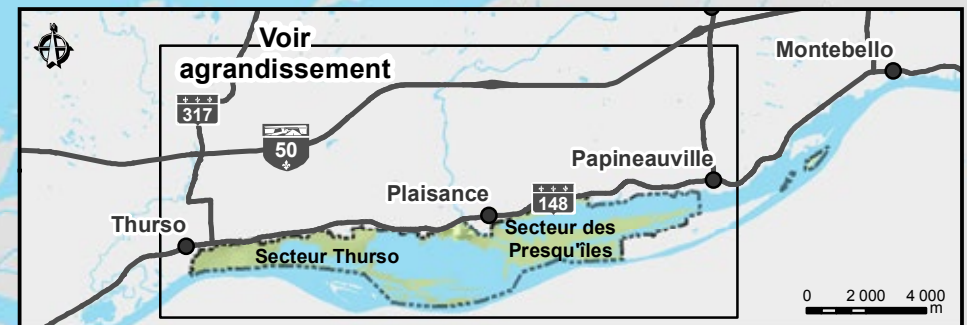 Voir
agrandissement
Montebello
317
50
Papineauville
Plaisance
148
Thurso
Secteur des
Presqu'îles
Secteur Thurso
0 2 000 4 000
m